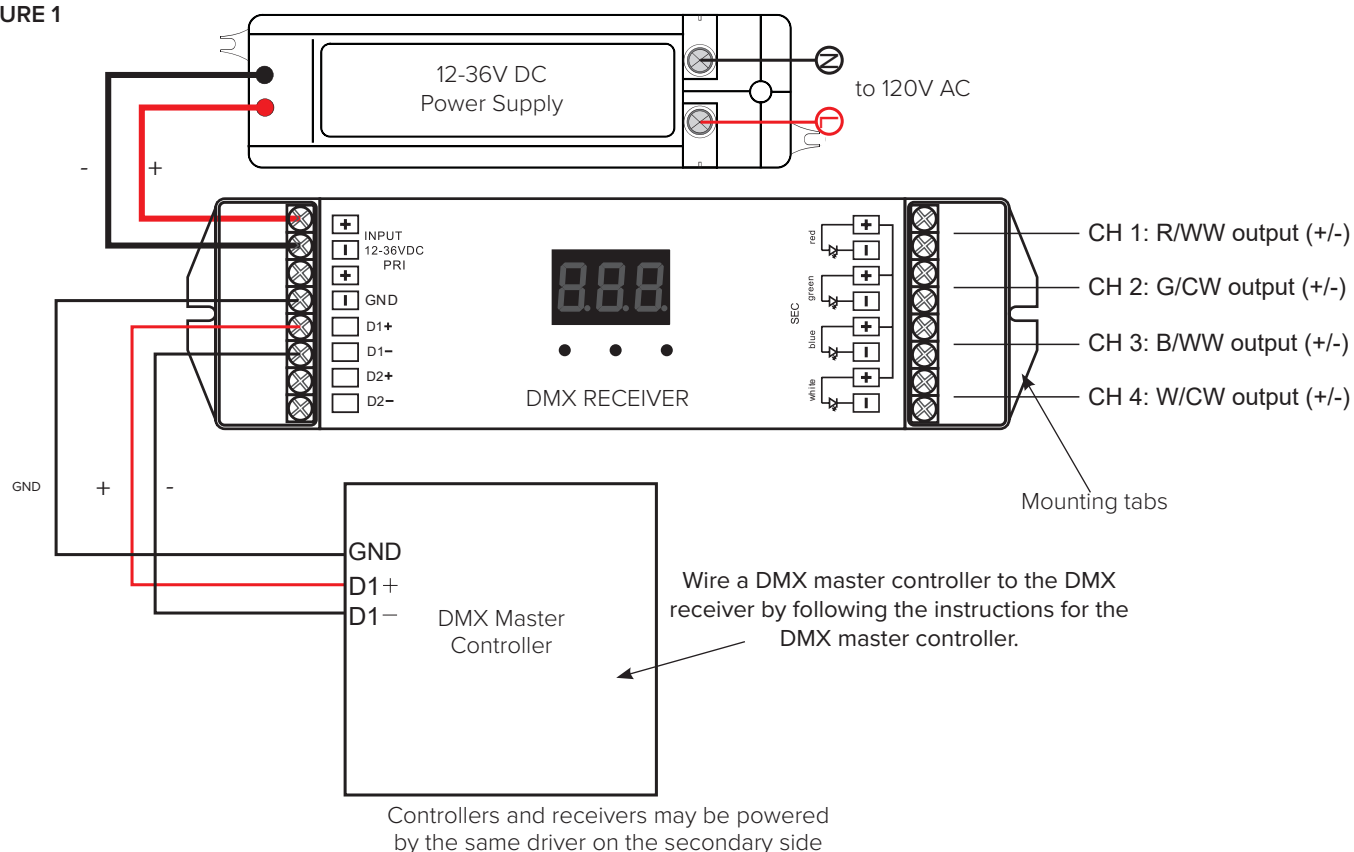 URE 1
12-36V DC
Power Supply
N
to 120V AC
L
-
+
+
INPUT
-
12-36VDC
PRI
+
-
GND
D1+
D1-
D2+
D2-
8.8.8.
DMX RECEIVER
SEC
red
green
blue
white
+
-
+
-
+
-
+
-
CH 1: R/WW output (+/-)
CH 2: G/CW output (+/-)
CH 3: B/WW output (+/-)
CH 4: W/CW output (+/-)
Mounting tabs
GND
+
-
GND
D1+
D1-
DMX Master
Controller
Wire a DMX master controller to the DMX
receiver by following the instructions for the
DMX master controller.
Controllers and receivers may be powered
by the same driver on the secondary side